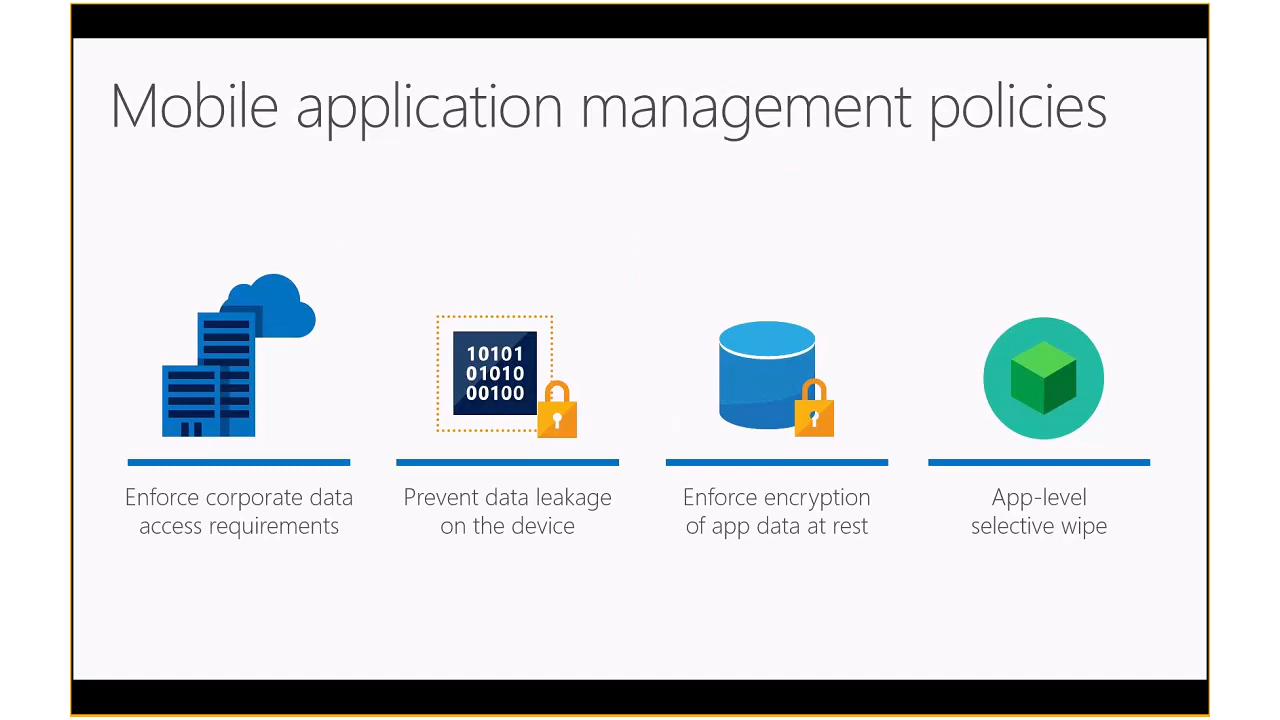 Mobile application management policies
10101
01010
00100
Enforce corporate data
access requirements
Prevent data leakage
on the device
Enforce encryption
of app data at rest
App-level
selective wipe